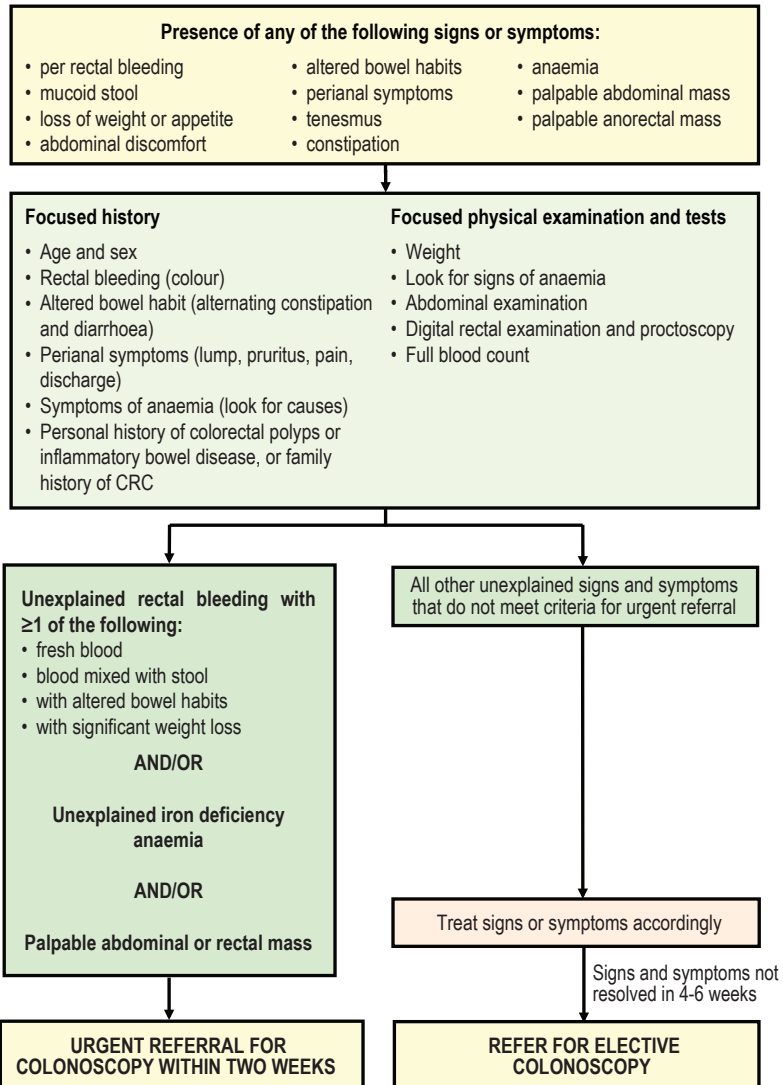 Presence of any of the following signs or symptoms:
• per rectal bleeding
• mucoid stool
• loss of weight or appetite
• abdominal discomfort
• altered bowel habits
• perianal symptoms
• tenesmus
• constipation
• anaemia
• palpable abdominal mass
• palpable anorectal mass
Focused history
• Age and sex
• Rectal bleeding (colour)
• Altered bowel habit (alternating constipation
and diarrhoea)
• Perianal symptoms (lump, pruritus, pain,
discharge)
• Symptoms of anaemia (look for causes)
• Personal history of colorectal polyps or
inflammatory bowel disease, or family
history of CRC
Focused physical examination and tests
• Weight
• Look for signs of anaemia
• Abdominal examination
• Digital rectal examination and proctoscopy
• Full blood count
Unexplained rectal bleeding with
≥1 of the following:
• fresh blood
• blood mixed with stool
• with altered bowel habits
• with significant weight loss
AND/OR
Unexplained iron deficiency
anaemia
AND/OR
Palpable abdominal or rectal mass
URGENT REFERRAL FOR
COLONOSCOPY WITHIN TWO WEEKS
All other unexplained signs and symptoms
that do not meet criteria for urgent referral
Treat signs or symptoms accordingly
Signs and symptoms not
resolved in 4-6 weeks
REFER FOR ELECTIVE
COLONOSCOPY